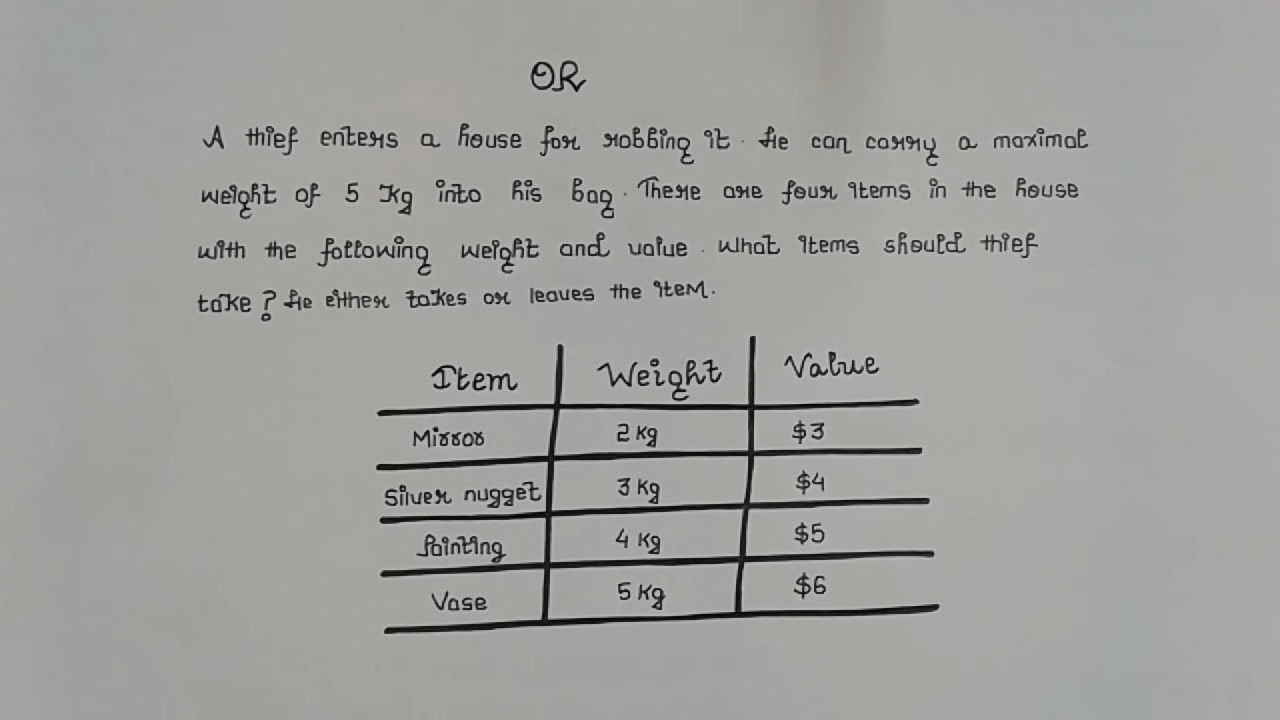 OR
A thief enters a house for robbing it. He can carry a maximal
weight of 5 Kg into his bag. There are four items in the house
with the following weight and value. What items should thief
take? He either takes or leaves the item.
Item Weight Value
Mirror 2 kg $3
Silver nugget 3 Kg $4
Painting 4 Kg $5
Vase 5 Kg $6